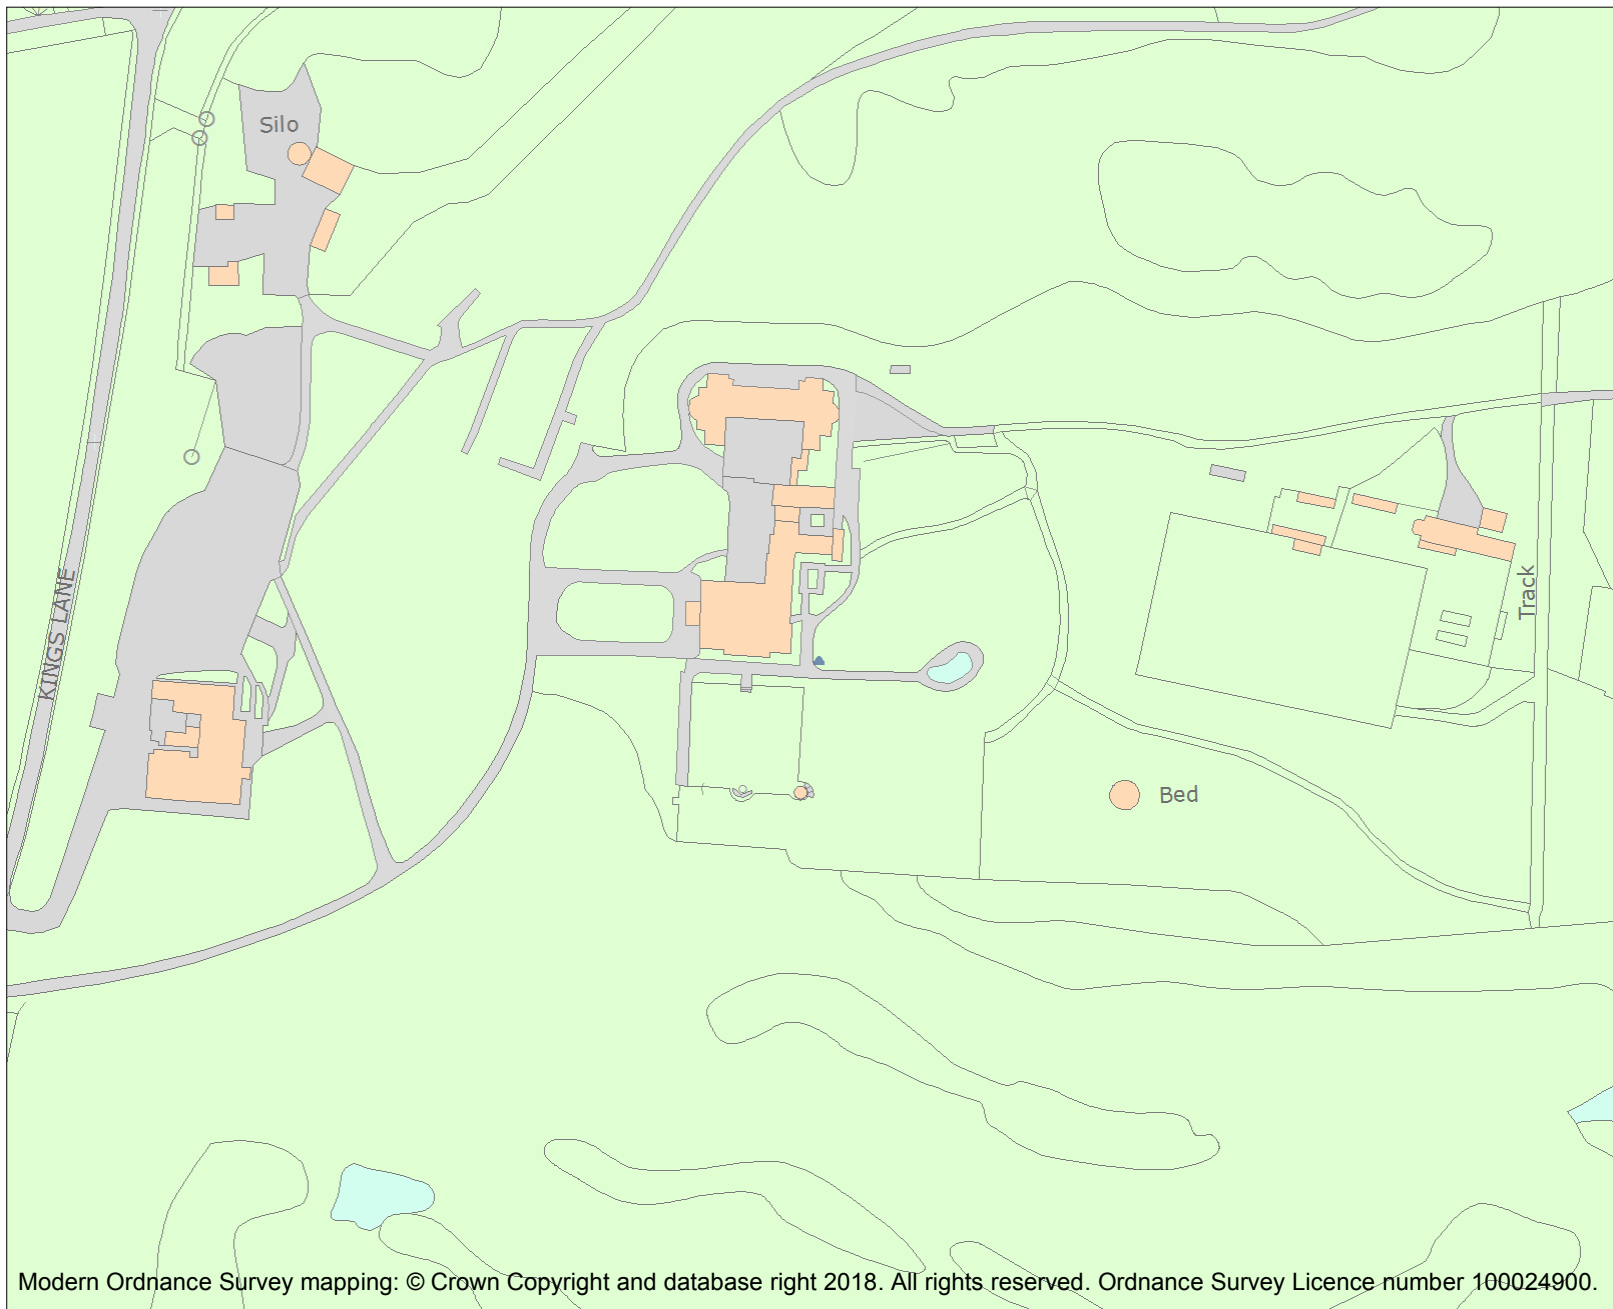 Silo
KINGS LANE
Track
Bed
Modern Ordnance Survey mapping: © Crown Copyright and database right 2018. All rights reserved. Ordnance Survey Licence number 100024900.